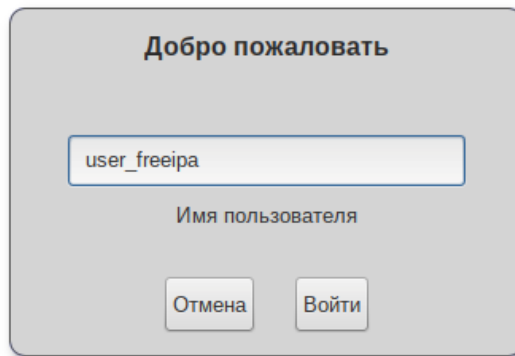 Добро пожаловать
user_freeipa
Имя пользователя
Отмена Войти